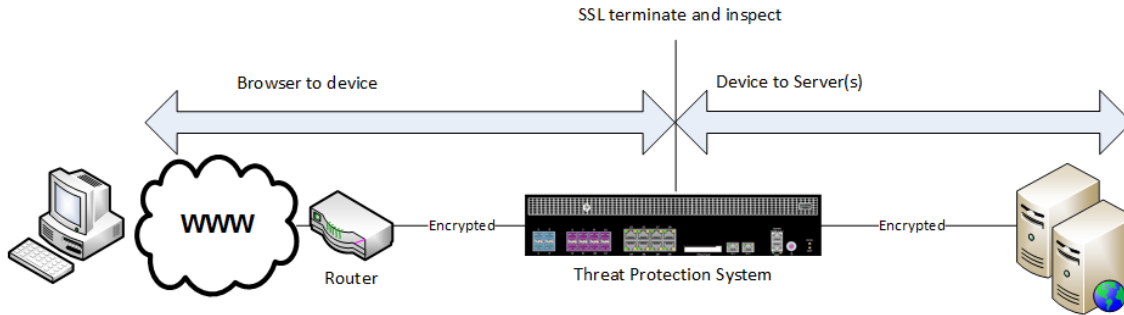 SSL terminate and inspect
Browser to device
Device to Server(s)
WWW
Encrypted
Encrypted
Router
Threat Protection System